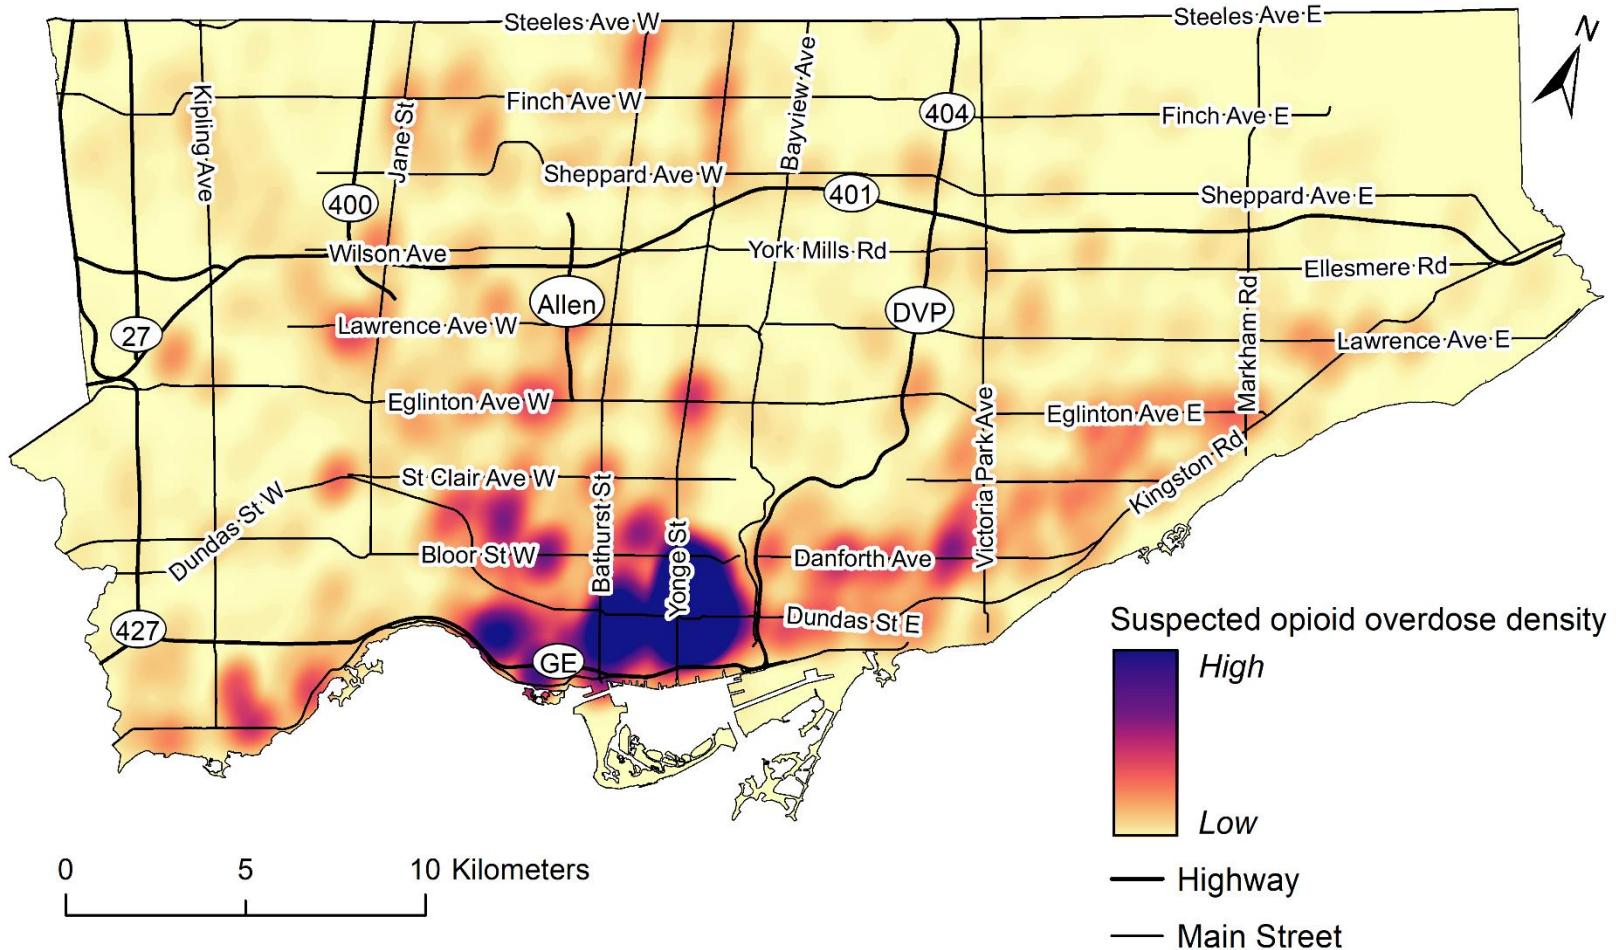 Steeles Ave W
Steeles Ave E
N
Kipling Ave
Jane St
Finch Ave W
Bayview Ave
404
Finch Ave E
400
Sheppard Ave W
401
Sheppard Ave E
Wilson Ave
York Mills Rd
Ellesmere Rd
27
Allen
DVP
Markham Rd
Lawrence Ave W
Lawrence Ave E
Eglinton Ave W
Victoria Park Ave
Eglinton Ave E
Dundas St W
St Clair Ave W
Bathurst St
Yonge St
Kingston Rd
Bloor St W
Danforth Ave
427
GE
Dundas St E
Suspected opioid overdose density
High
Low
0 5 10 Kilometers
Highway
Main Street